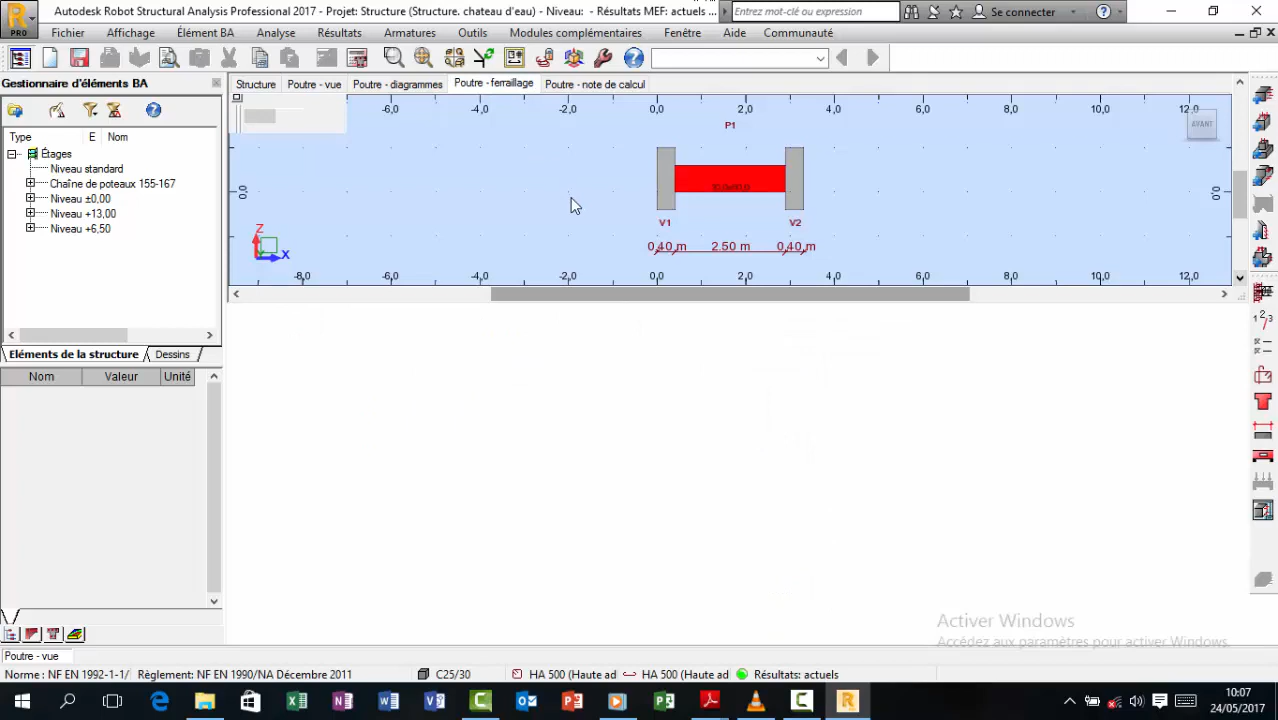 PRO
Autodesk Robot Structural Analysis Professional 2017 - Projet: Structure (Structure, chateau d'eau) - Niveau:   - Résultats MEF: actuels ...
Entrez mot-clé ou expression
Se connecter
Fichier Affichage Élément BA Analyse Résultats Armatures Outils Modules complémentaires Fenêtre Aide Communauté
Gestionnaire d'éléments BA
Structure Poutre - vue Poutre - diagrammes Poutre - ferraillage Poutre - note de calcul
-6,0 -4,0 -2,0 0,0 2,0 4,0 6,0 8,0 10,0 12,0
P1
AVANT
Type E Nom
Étages
Niveau standard
Chaîne de poteaux 155-167
Niveau ±0,00
Niveau +13,00
Niveau +6,50
0,0
0,0
V1 V2
Z
X
0.40 m 2.50 m 0.40 m
-8,0 -6,0 -4,0 -2,0 0,0 2,0 4,0 6,0 8,0 10,0 12,0
Eléments de la structure Dessins
Nom Valeur Unité
Activer Windows
Accédez aux paramètres pour activer Windows.
Poutre - vue
Norme : NF EN 1992-1-1/ Règlement: NF EN 1990/NA Décembre 2011 C25/30 HA 500 (Haute ad HA 500 (Haute ad Résultats: actuels
10:07
24/05/2017